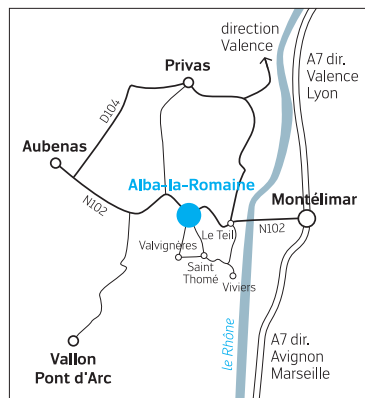 direction
Valence
A7 dir.
Valence
Lyon
Privas
D104
Aubenas
Alba-la-Romaine
Montélimar
N102
Le Teil
N102
Valvignères
Saint
Thomé
Viviers
le Rhône
Vallon
Pont d'Arc
A7 dir.
Avignon
Marseille